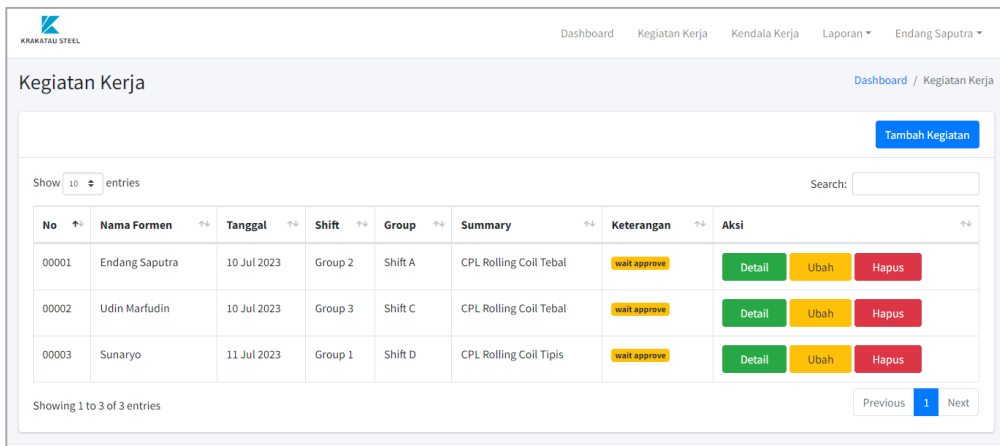 KRAKATAU STEEL
Dashboard Kegiatan Kerja Kendala Kerja Laporan Endang Saputra
Kegiatan Kerja
Dashboard / Kegiatan Kerja
Tambah Kegiatan
Show 10 entries
Search:
No Nama Formen Tanggal Shift Group Summary Keterangan Aksi
00001 Endang Saputra 10 Jul 2023 Group 2 Shift A CPL Rolling Coil Tebal wait approve Detail Ubah Hapus
00002 Udin Marfudin 10 Jul 2023 Group 3 Shift C CPL Rolling Coil Tebal wait approve Detail Ubah Hapus
00003 Sunaryo 11 Jul 2023 Group 1 Shift D CPL Rolling Coil Tipis wait approve Detail Ubah Hapus
Showing 1 to 3 of 3 entries
Previous 1 Next